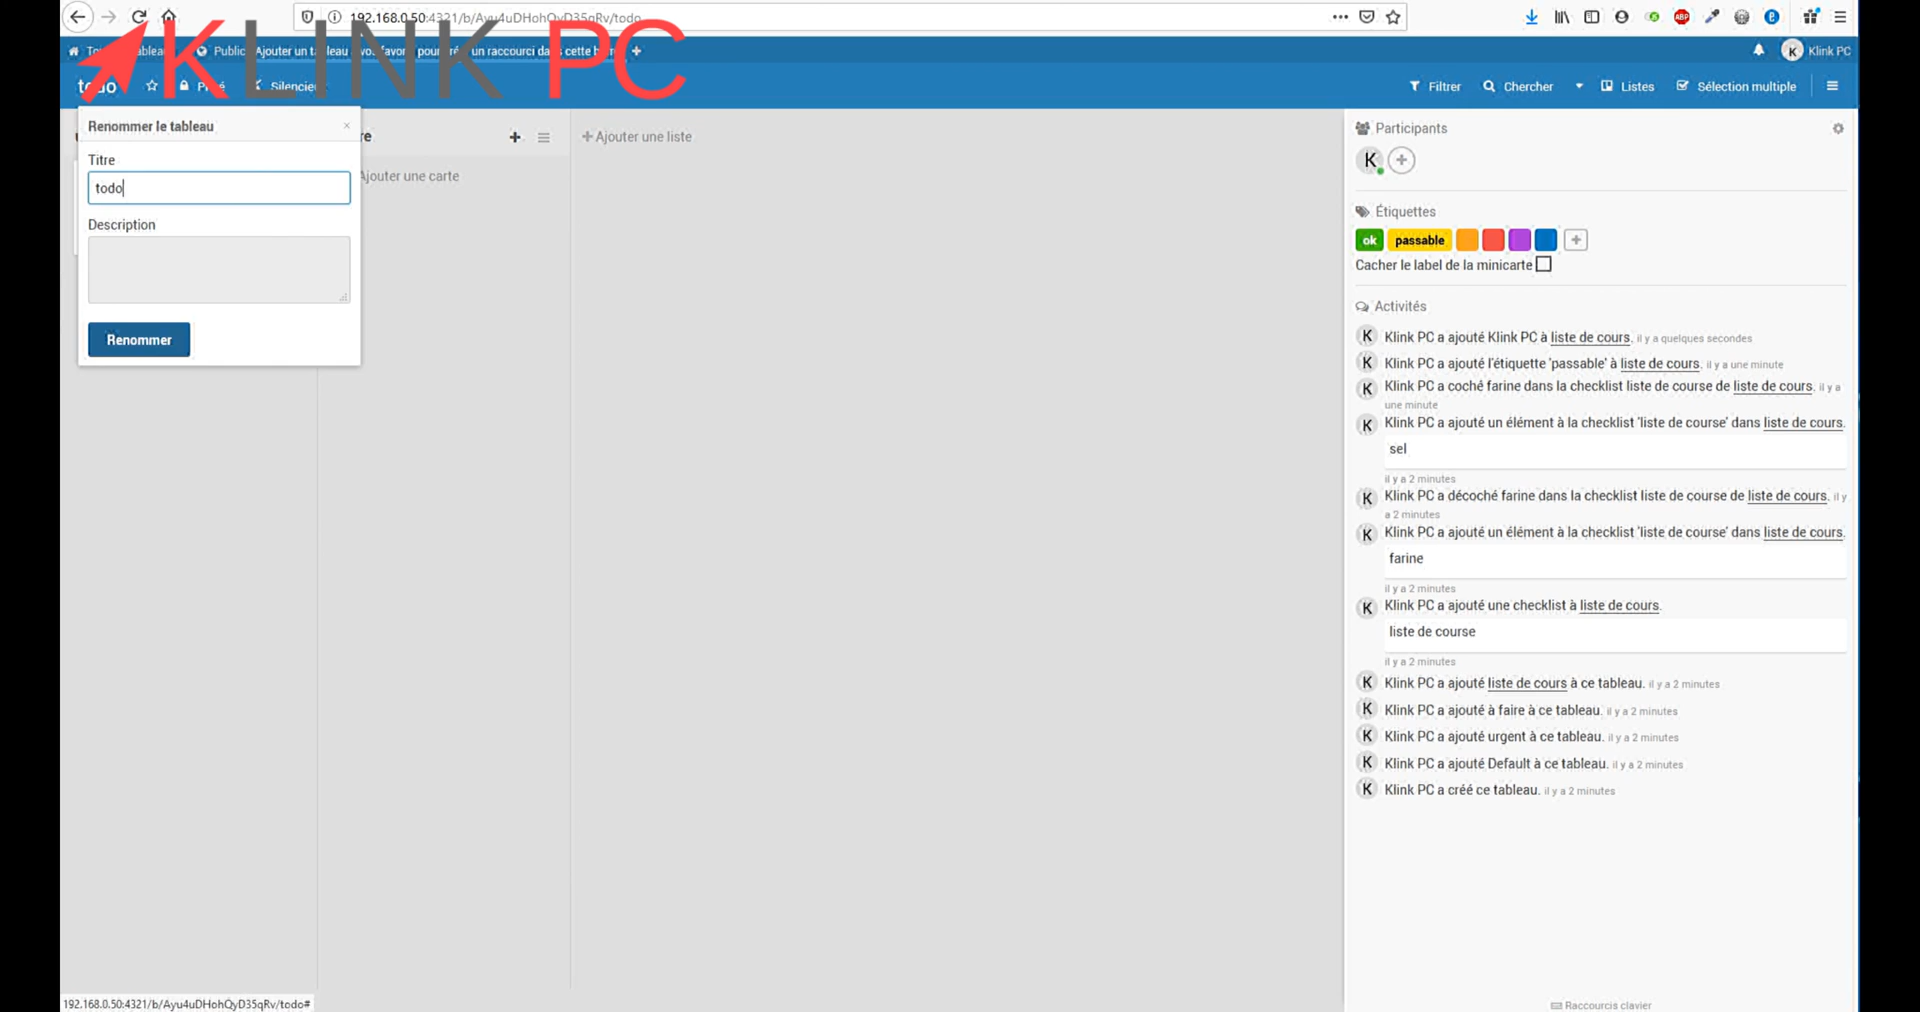 192.168.0.50:4321/b/Ayu4uDHohQyD35qRv/todo
KLINK PC
Public
Klink PC
Silencie
Filtrer
Chercher
Listes
Sélection multiple
Renommer le tableau
×
Titre
todo
Description
Renommer
re
Ajouter une carte
Ajouter une liste
Participants
K
Étiquettes
ok
passable
Cacher le label de la minicarte
Activités
K Klink PC a ajouté Klink PC à liste de cours. il y a quelques secondes
K Klink PC a ajouté l'étiquette 'passable' à liste de cours. il y a une minute
K Klink PC a coché farine dans la checklist liste de course de liste de cours. il y a
une minute
K Klink PC a ajouté un élément à la checklist 'liste de course' dans liste de cours.
sel
il y a 2 minutes
K Klink PC a décoché farine dans la checklist liste de course de liste de cours. il y
a 2 minutes
K Klink PC a ajouté un élément à la checklist 'liste de course' dans liste de cours.
farine
il y a 2 minutes
K Klink PC a ajouté une checklist à liste de cours.
liste de course
il y a 2 minutes
K Klink PC a ajouté liste de cours à ce tableau. il y a 2 minutes
K Klink PC a ajouté à faire à ce tableau. il y a 2 minutes
K Klink PC a ajouté urgent à ce tableau. il y a 2 minutes
K Klink PC a ajouté Default à ce tableau. il y a 2 minutes
K Klink PC a créé ce tableau. il y a 2 minutes
192.168.0.50:4321/b/Ayu4uDHohQyD35qRv/todo#
Raccourcis clavier